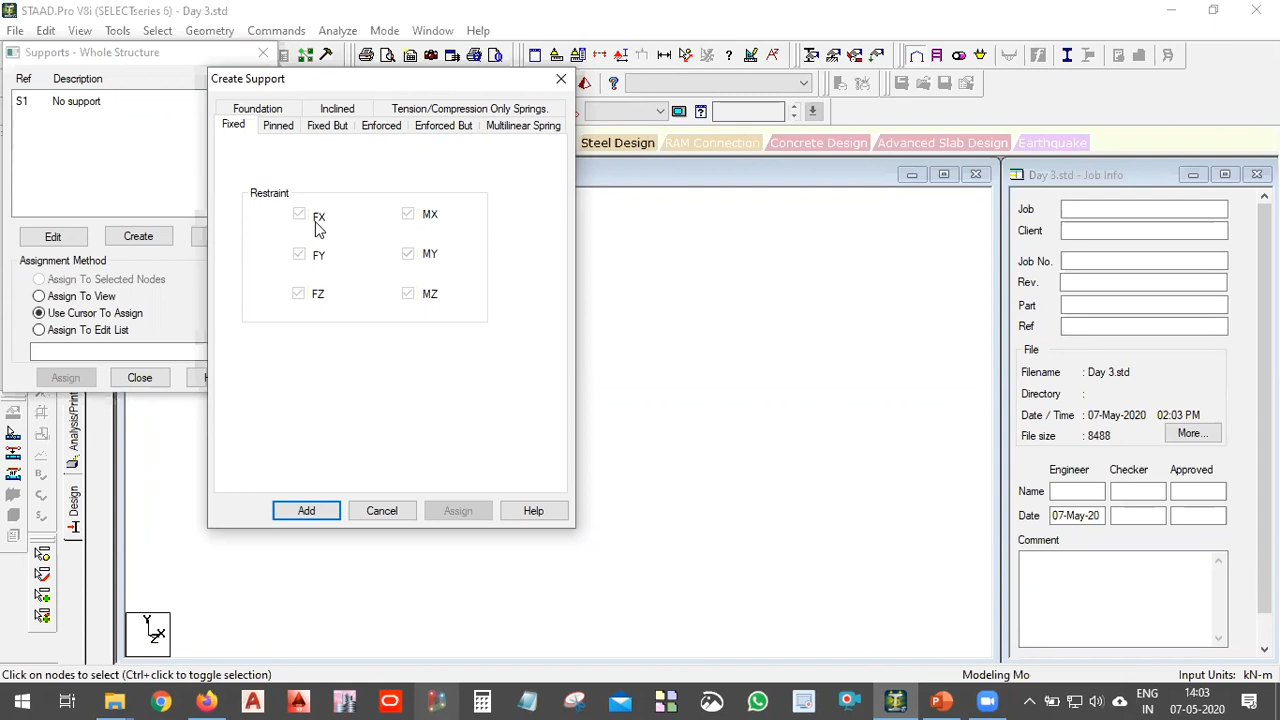 STAAD.Pro V8i (SELECTseries 6) - Day 3.std
File Edit View Tools Select Geometry Commands Analyze Mode Window Help
Supports - Whole Structure
Ref Description
S1 No support
Edit Create
Assignment Method
Assign To Selected Nodes
Assign To View
Use Cursor To Assign
Assign To Edit List
Assign Close
Create Support
Foundation Inclined Tension/Compression Only Springs.
Fixed Pinned Fixed But Enforced Enforced But Multilinear Spring
Restraint
FX MX
FY MY
FZ MZ
Add Cancel Assign Help
Steel Design RAM Connection Concrete Design Advanced Slab Design Earthquake
Analysis/Print
Design
Day 3.std - Job Info
Job
Client
Job No.
Rev.
Part
Ref
File
Filename : Day 3.std
Directory :
Date / Time : 07-May-2020 02:03 PM
File size : 8488
More...
Engineer Checker Approved
Name
Date 07-May-20
Comment
Y
X
Z
Click on nodes to select (Ctrl+click to toggle selection)
Modeling Mo Input Units: kN-m
ENG
IN
14:03
07-05-2020